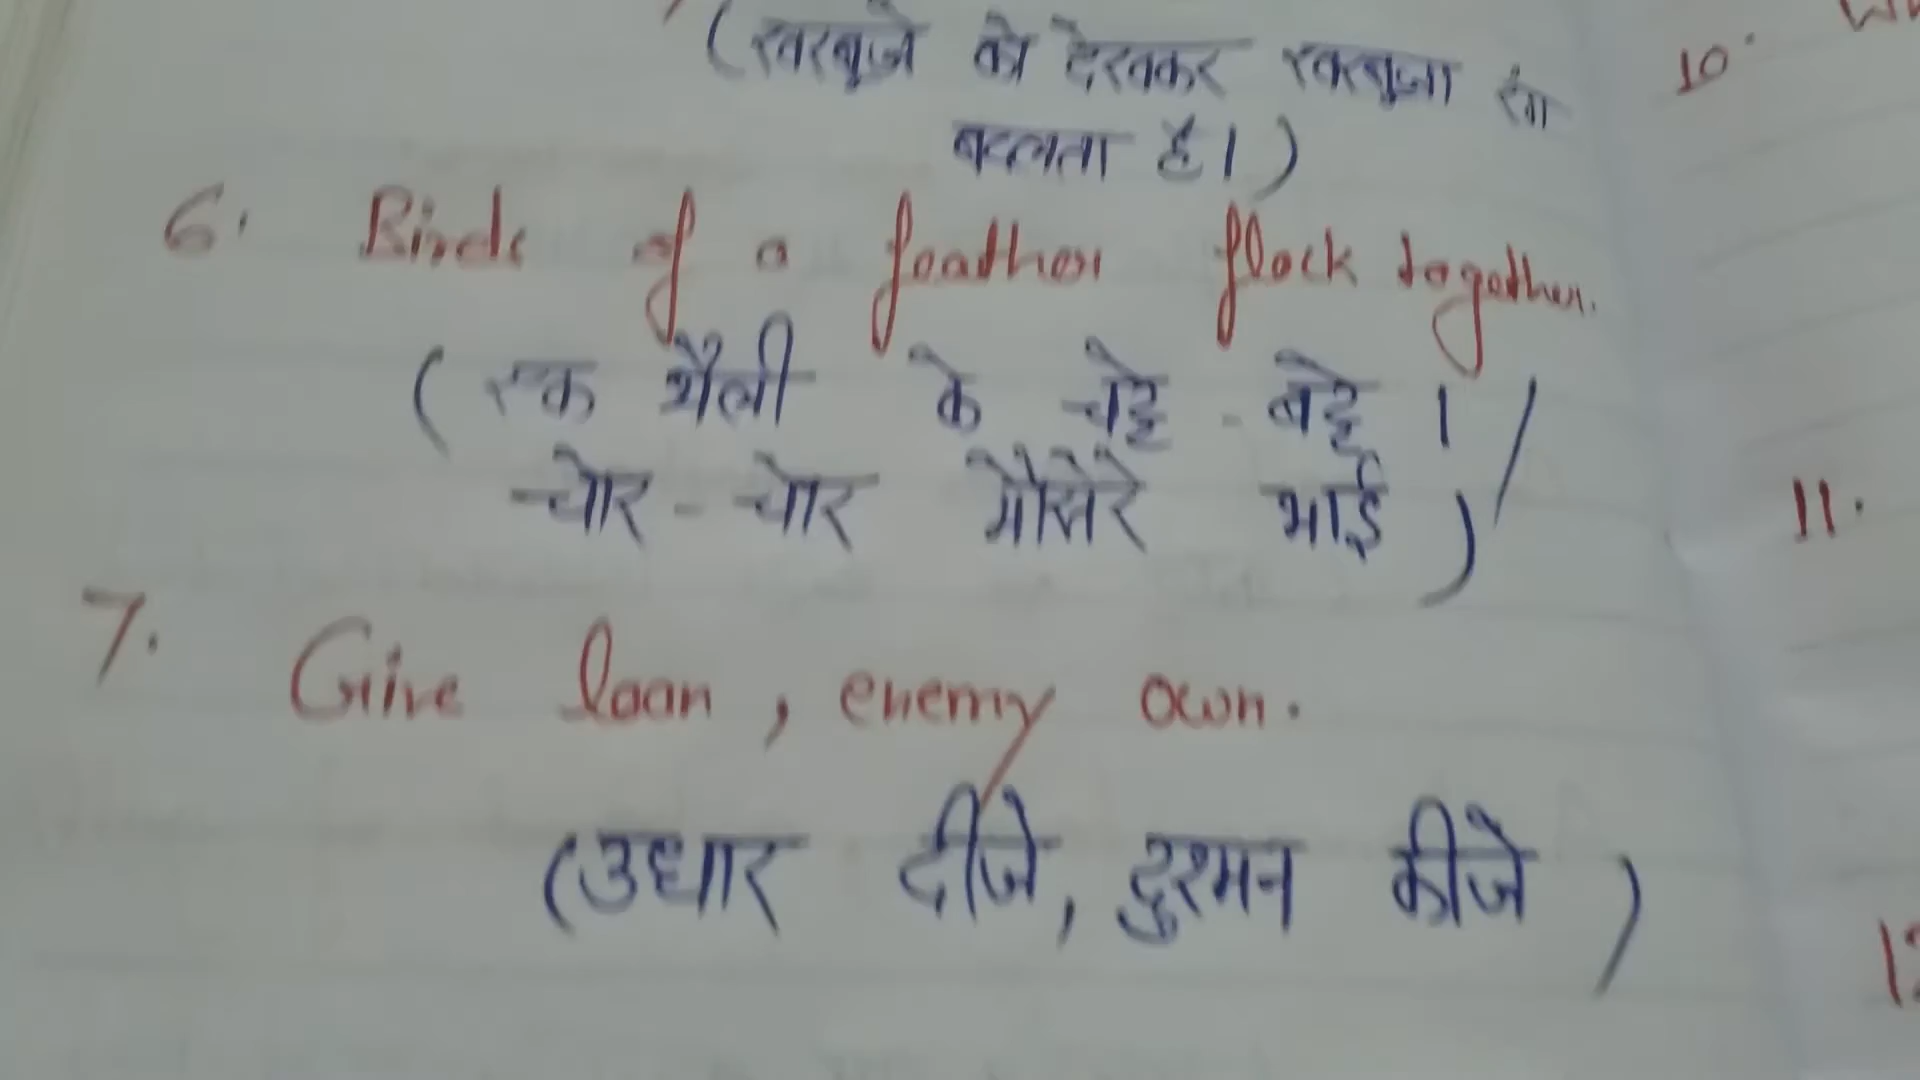 (खरबूजे को देखकर खरबूजा रंग
बदलता है।)
6. Birds of a feather flock together.
(एक थैली के चट्टे - बट्टे। /
चोर - चोर मौसेरे भाई)
7. Give loan, enemy own.
(उधार दीजे, दुश्मन कीजे)
10.
11.